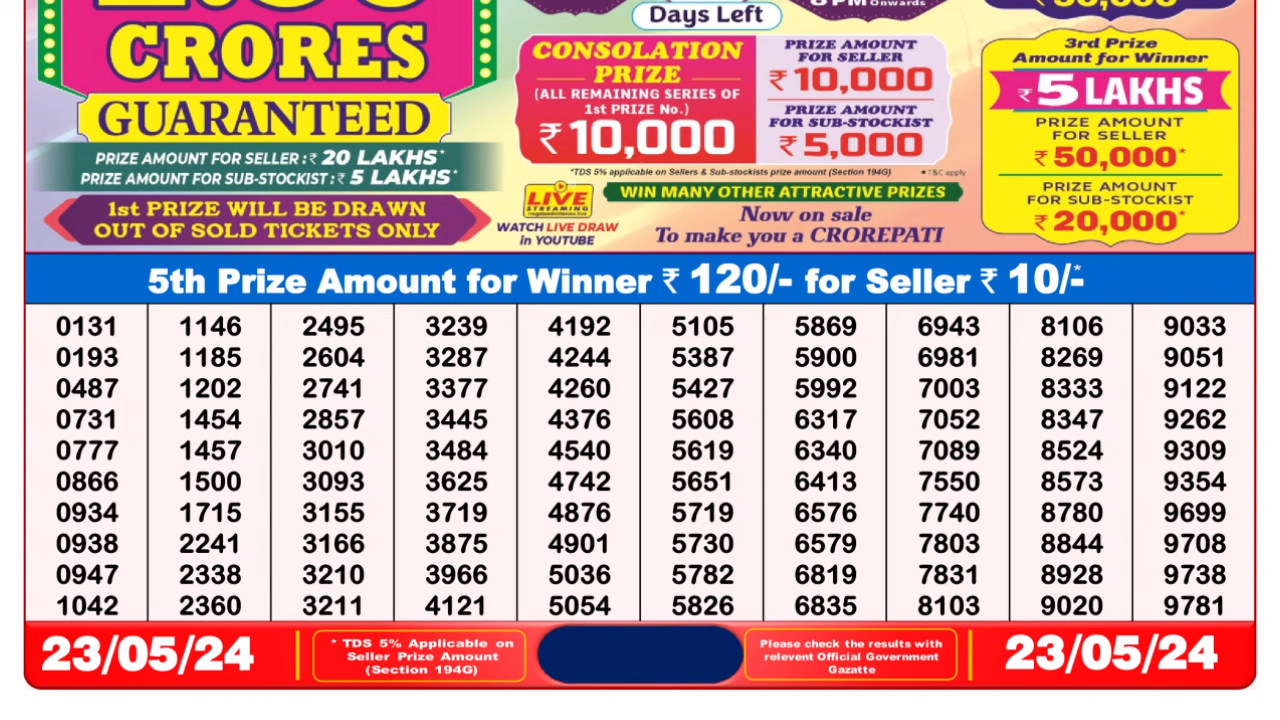 CRORES
GUARANTEED
PRIZE AMOUNT FOR SELLER :₹ 20 LAKHS*
PRIZE AMOUNT FOR SUB-STOCKIST :₹ 5 LAKHS*
1st PRIZE WILL BE DRAWN
OUT OF SOLD TICKETS ONLY
Days Left
8 PM Onwards
CONSOLATION
PRIZE
(ALL REMAINING SERIES OF
1st PRIZE No.)
₹10,000
PRIZE AMOUNT
FOR SELLER
₹10,000
PRIZE AMOUNT
FOR SUB-STOCKIST
₹5,000
*TDS 5% applicable on Sellers & Sub-stockists prize amount (Section 194G)
*T&C apply
LIVE
STREAMING
WATCH LIVE DRAW
in YOUTUBE
WIN MANY OTHER ATTRACTIVE PRIZES
Now on sale
To make you a CROREPATI
3rd Prize
Amount for Winner
₹5 LAKHS
PRIZE AMOUNT
FOR SELLER
₹50,000*
PRIZE AMOUNT
FOR SUB-STOCKIST
₹20,000*
5th Prize Amount for Winner ₹ 120/- for Seller ₹ 10/-*
0131 1146 2495 3239 4192 5105 5869 6943 8106 9033
0193 1185 2604 3287 4244 5387 5900 6981 8269 9051
0487 1202 2741 3377 4260 5427 5992 7003 8333 9122
0731 1454 2857 3445 4376 5608 6317 7052 8347 9262
0777 1457 3010 3484 4540 5619 6340 7089 8524 9309
0866 1500 3093 3625 4742 5651 6413 7550 8573 9354
0934 1715 3155 3719 4876 5719 6576 7740 8780 9699
0938 2241 3166 3875 4901 5730 6579 7803 8844 9708
0947 2338 3210 3966 5036 5782 6819 7831 8928 9738
1042 2360 3211 4121 5054 5826 6835 8103 9020 9781
23/05/24
* TDS 5% Applicable on
Seller Prize Amount
(Section 194G)
Please check the results with
relevent Official Government
Gazatte
23/05/24